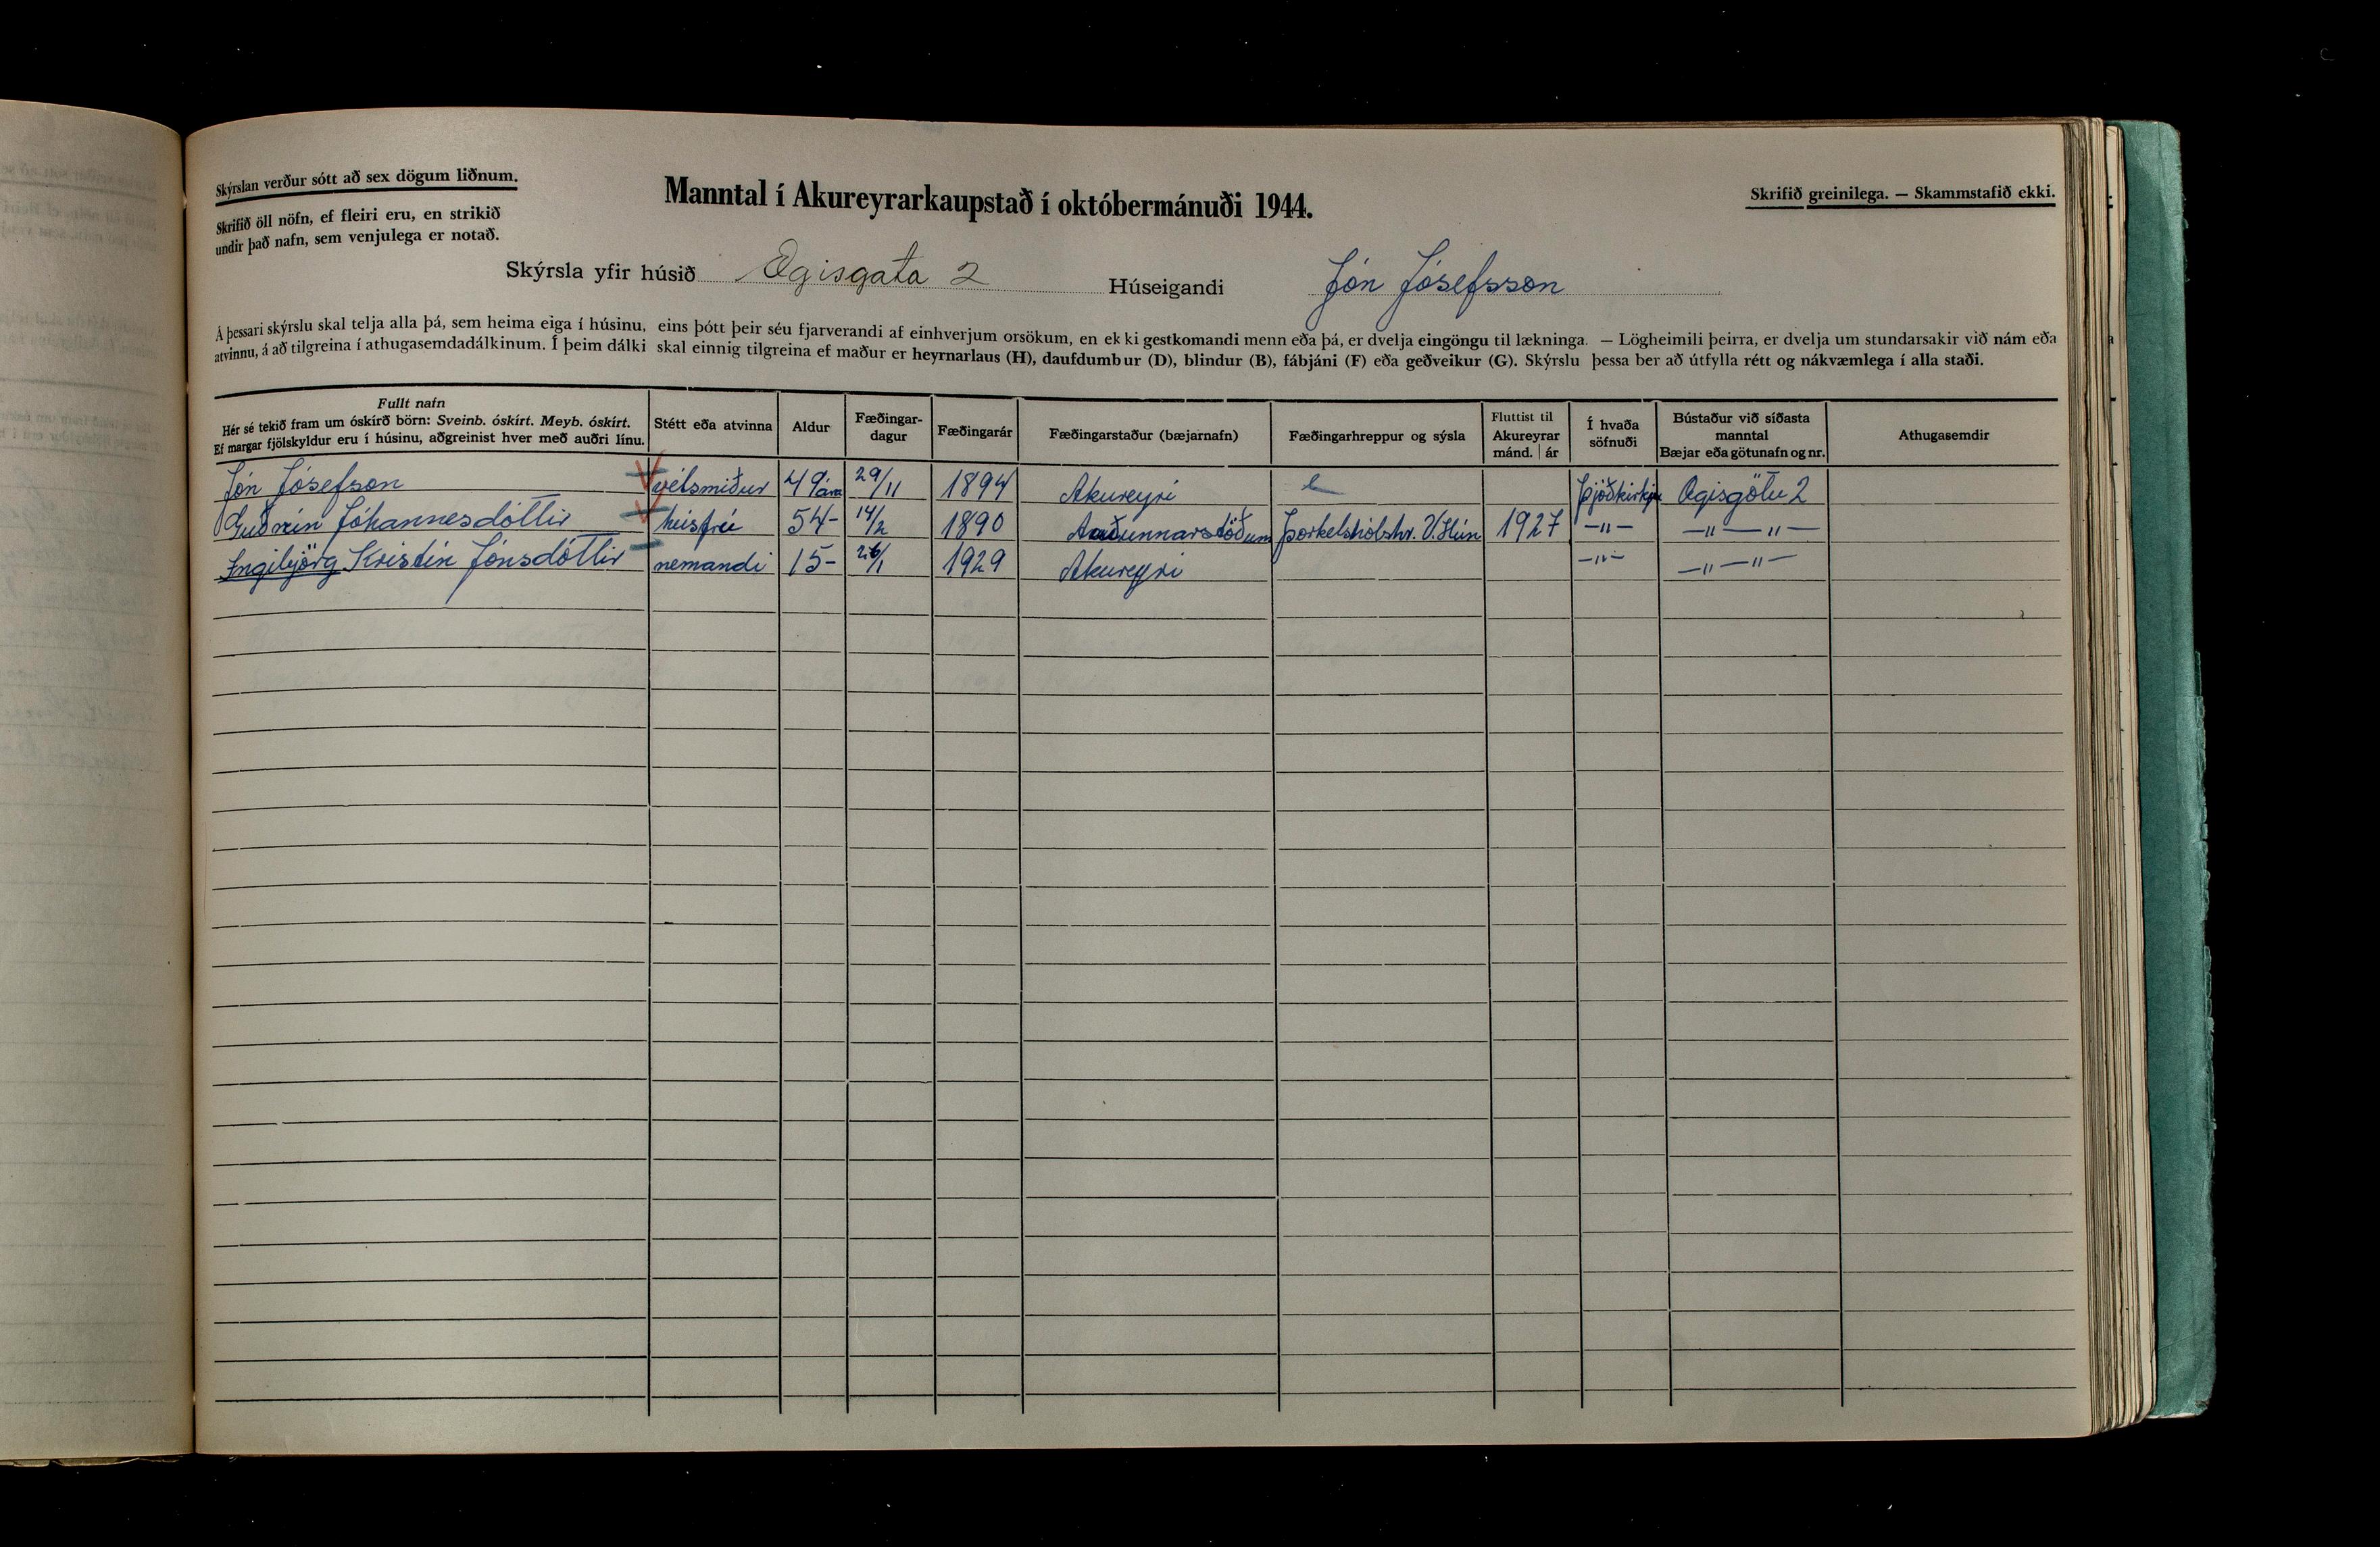 Skýrslan verður sótt að sex dögum liðnum.
Skrifið öll nöfn, ef fleiri eru, en strikið
undir það nafn, sem venjulega er notað.
Manntal í Akureyrarkaupstað í októbermánuði 1944.
Skrifið greinilega. — Skammstafið ekki.
Skýrsla yfir húsið Ægisgata 2 Húseigandi Jón Jósefsson
Á þessari skýrslu skal telja alla þá, sem heima eiga í húsinu, eins þótt þeir séu fjarverandi af einhverjum orsökum, en ekki gestkomandi menn eða þá, er dvelja eingöngu til lækninga. — Lögheimili þeirra, er dvelja um stundarsakir við nám eða
atvinnu, á að tilgreina í athugasemdadálkinum. Í þeim dálki skal einnig tilgreina ef maður er heyrnarlaus (H), daufdumbur (D), blindur (B), fábjáni (F) eða geðveikur (G). Skýrslu þessa ber að útfylla rétt og nákvæmlega í alla staði.
Fullt nafn
Hér sé tekið fram um óskírð börn: Sveinb. óskírt. Meyb. óskírt.
Ef margar fjölskyldur eru í húsinu, aðgreinist hver með auðri línu.
Stétt eða atvinna
Aldur
Fæðingar-
dagur
Fæðingarár
Fæðingarstaður (bæjarnafn)
Fæðingarhreppur og sýsla
Fluttist til
Akureyrar
mánd. | ár
Í hvaða
söfnuði
Bústaður við síðasta
manntal
Bæjar eða götunafn og nr.
Athugasemdir
Jón Jósefson vélsmiður 49 ára 29/11 1894 Akureyri Þjóðkirkju Ægisgötu 2
Guðrún Jóhannesdóttir húsfrú 54- 14/2 1890 Auðunnarstöðum Þorkelshólshr. V. Hún 1927 —"— —"—"—
Ingibjörg Kristín Jónsdóttir nemandi 15- 26/1 1929 Akureyri —"— —"—"—